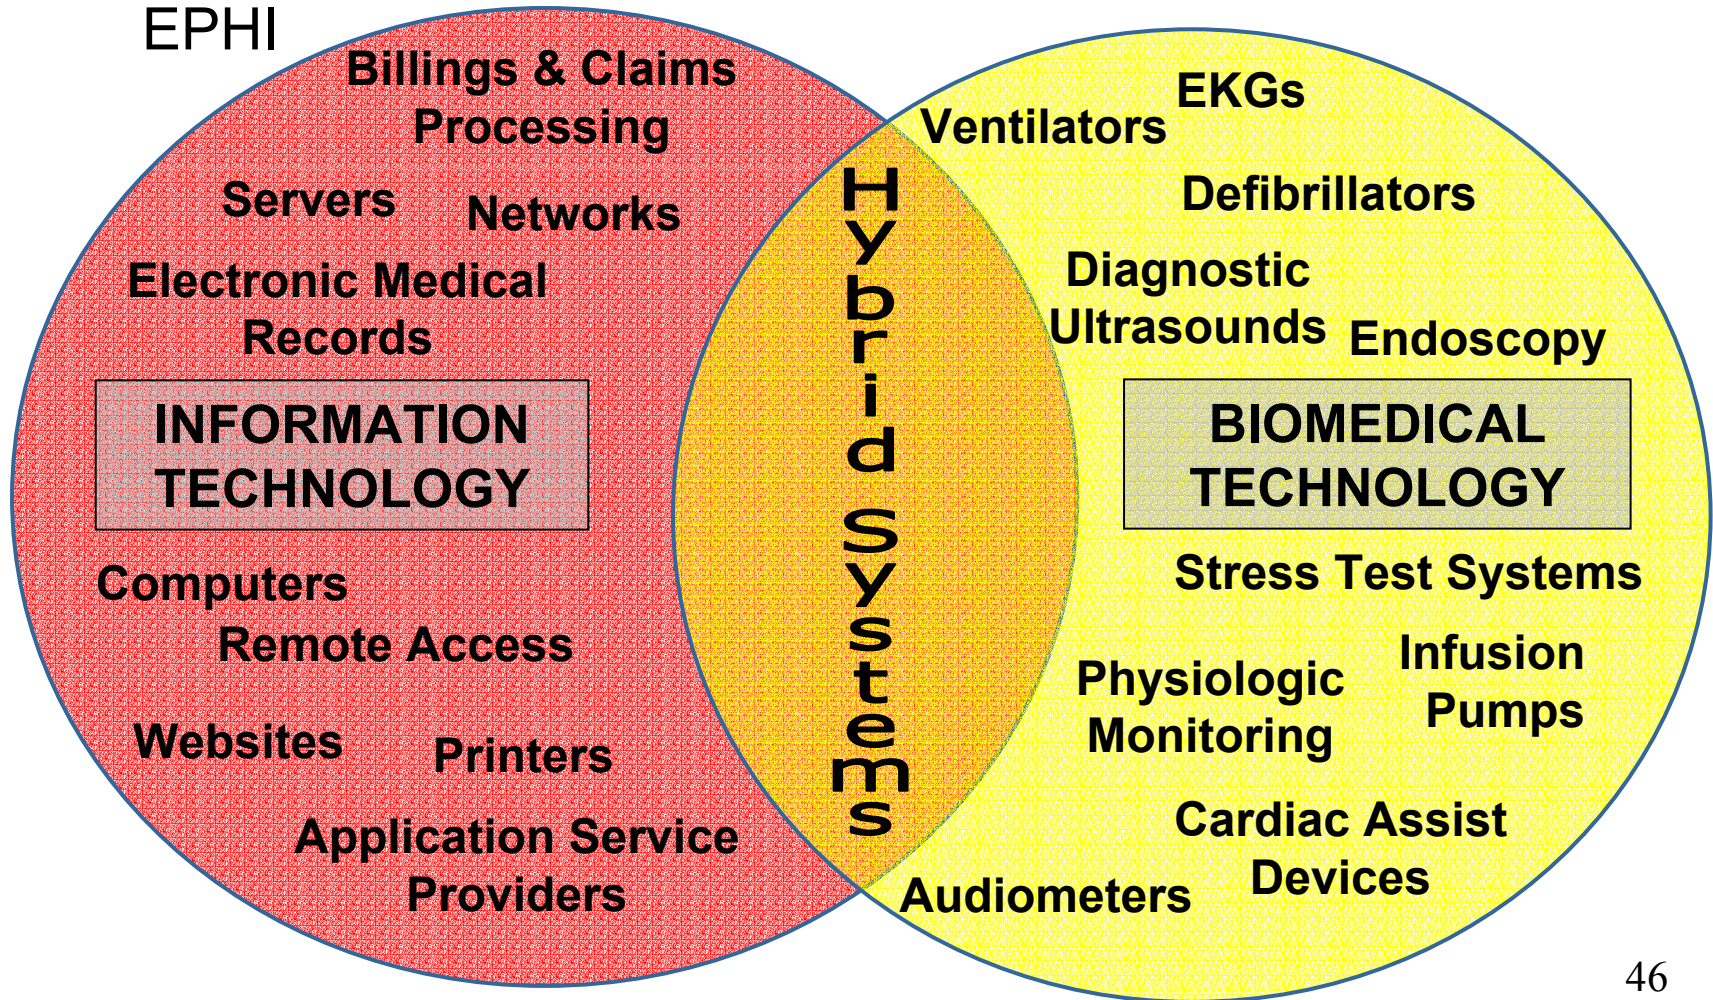 EPHI
Billings & Claims
Processing
Servers
Networks
Electronic Medical
Records
INFORMATION
TECHNOLOGY
Computers
Remote Access
Websites
Printers
Application Service
Providers
Hybrid Systems
Ventilators
EKGs
Defibrillators
Diagnostic
Ultrasounds
Endoscopy
BIOMEDICAL
TECHNOLOGY
Stress Test Systems
Physiologic
Monitoring
Infusion
Pumps
Cardiac Assist
Devices
Audiometers
46